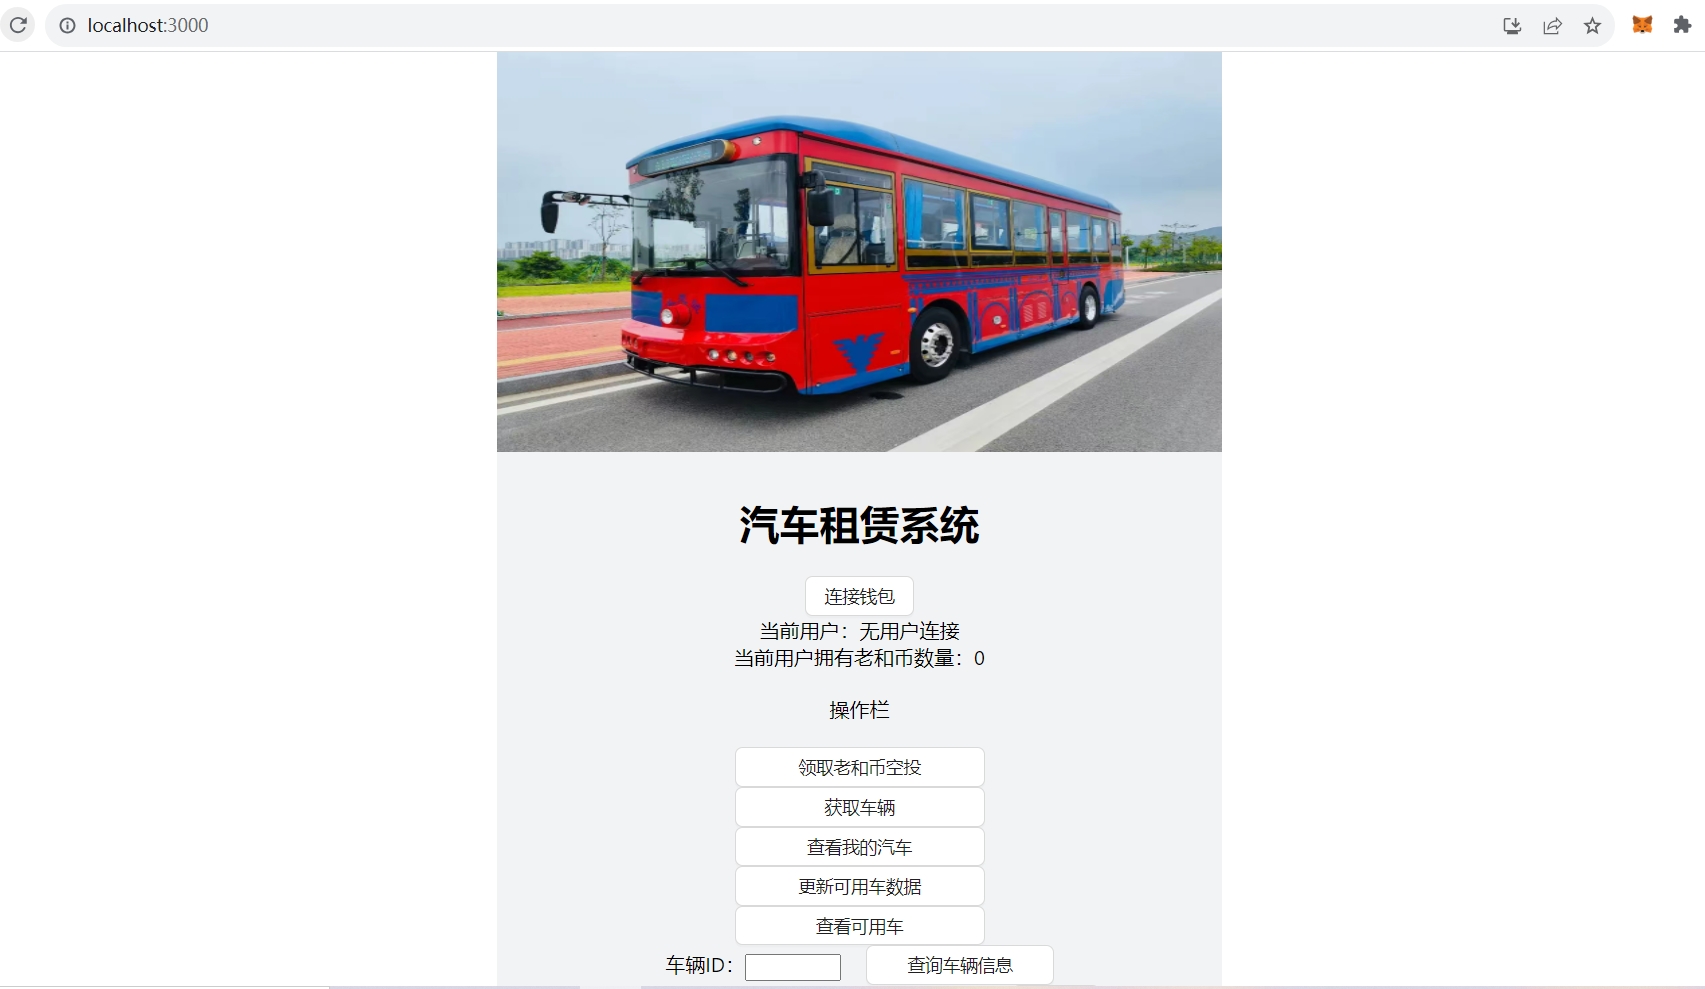 localhost:3000
汽车租赁系统
连接钱包
当前用户：无用户连接
当前用户拥有老和币数量：0
操作栏
领取老和币空投
获取车辆
查看我的汽车
更新可用车数据
查看可用车
车辆ID： 查询车辆信息